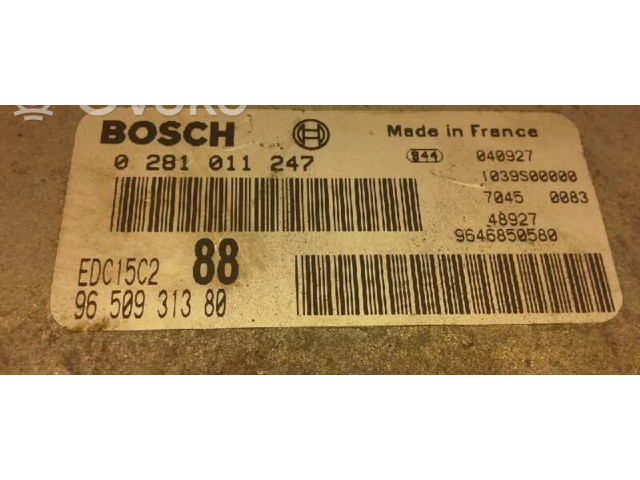 BOSCH
Made in France
0 281 011 247
844 040927
1039S00000
7045 0083
48927
9646850580
EDC15C2 88
96 509 313 80